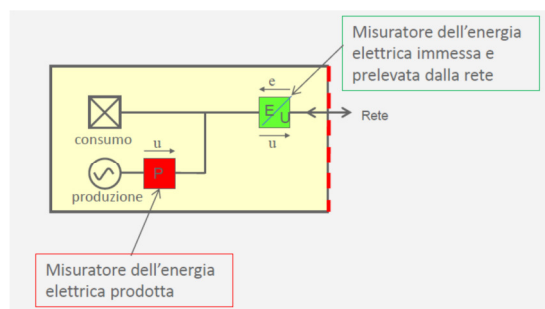 Misuratore dell'energia
elettrica immessa e
prelevata dalla rete
e
E
U
Rete
consumo
u
u
P
produzione
Misuratore dell'energia
elettrica prodotta